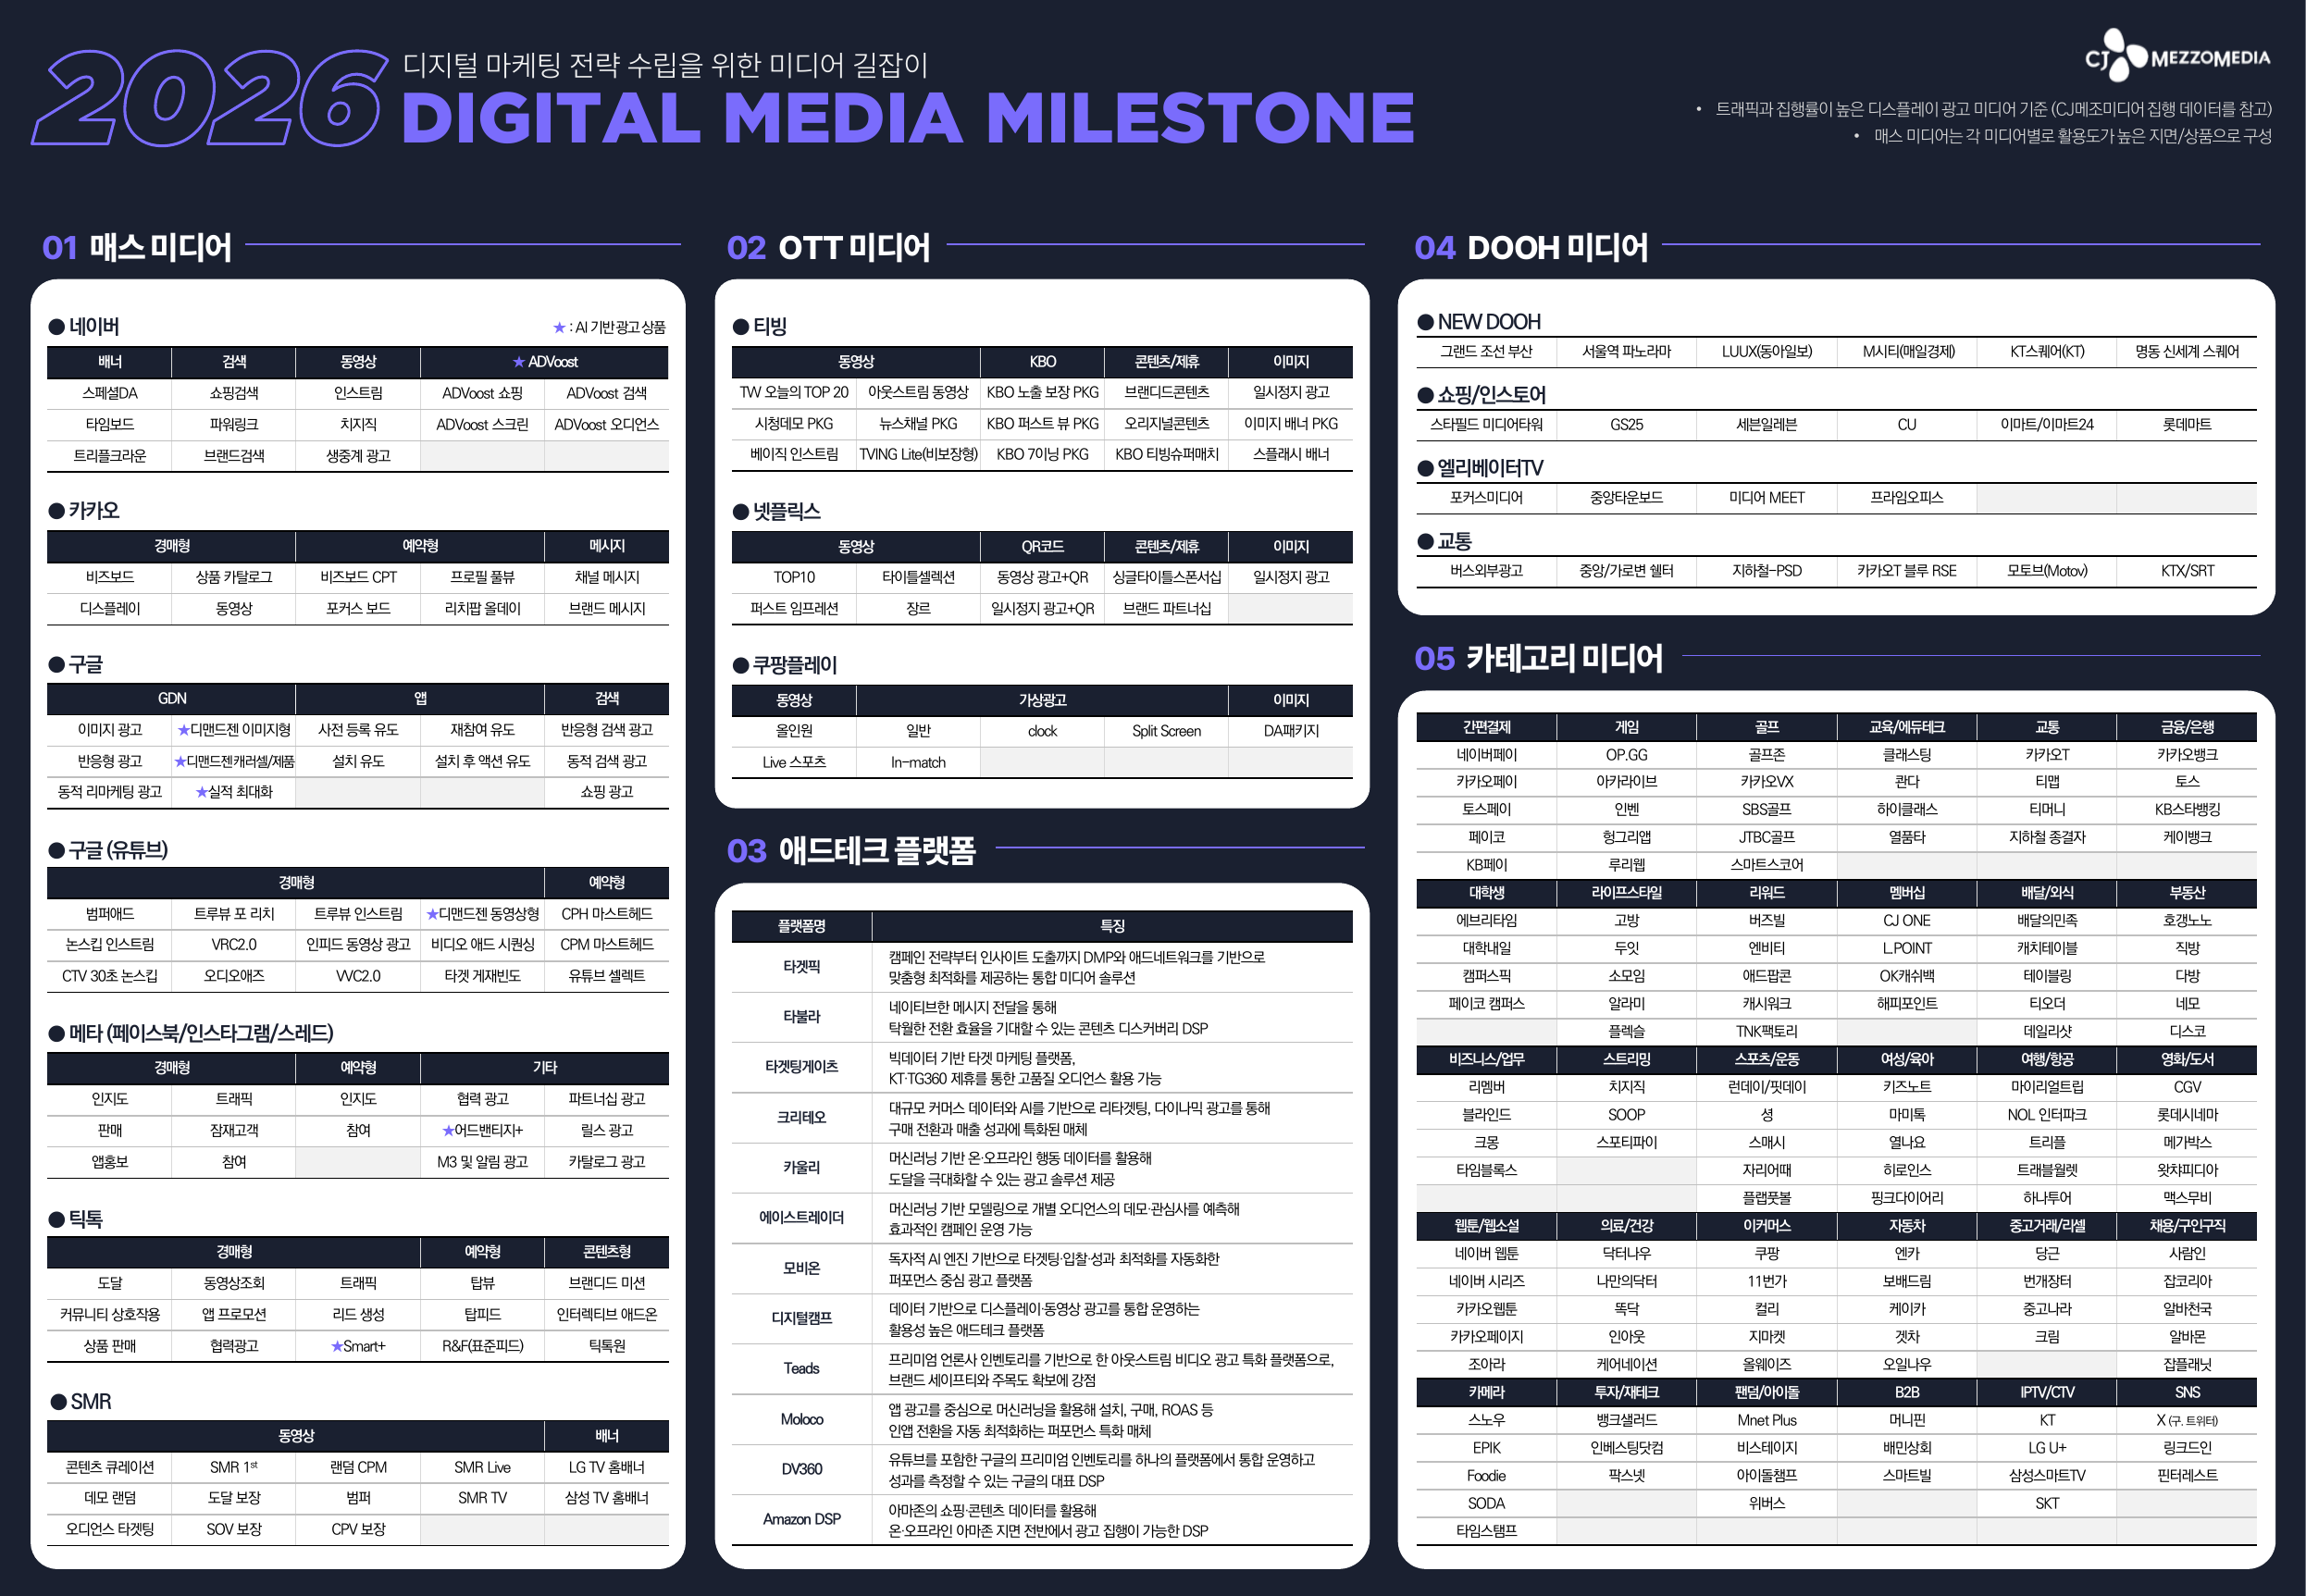 2026
디지털 마케팅 전략 수립을 위한 미디어 길잡이
DIGITAL MEDIA MILESTONE
CJ MEZZOMEDIA
• 트래픽과 집행률이 높은 디스플레이 광고 미디어 기준 (CJ메조미디어 집행 데이터를 참고)
• 매스 미디어는 각 미디어별로 활용도가 높은 지면/상품으로 구성
01 매스 미디어
● 네이버
★ : AI 기반 광고 상품
배너 검색 동영상 ★ ADVoost
스페셜DA 쇼핑검색 인스트림 ADVoost 쇼핑 ADVoost 검색
타임보드 파워링크 치지직 ADVoost 스크린 ADVoost 오디언스
트리플크라운 브랜드검색 생중계 광고
● 카카오
경매형 예약형 메시지
비즈보드 상품 카탈로그 비즈보드 CPT 프로필 풀뷰 채널 메시지
디스플레이 동영상 포커스 보드 리치팝 올데이 브랜드 메시지
● 구글
GDN 앱 검색
이미지 광고 ★디맨드젠 이미지형 사전 등록 유도 재참여 유도 반응형 검색 광고
반응형 광고 ★디맨드젠캐러셀/제품 설치 유도 설치 후 액션 유도 동적 검색 광고
동적 리마케팅 광고 ★실적 최대화 쇼핑 광고
● 구글 (유튜브)
경매형 예약형
범퍼애드 트루뷰 포 리치 트루뷰 인스트림 ★디맨드젠 동영상형 CPH 마스트헤드
논스킵 인스트림 VRC2.0 인피드 동영상 광고 비디오 애드 시퀀싱 CPM 마스트헤드
CTV 30초 논스킵 오디오애즈 VVC2.0 타겟 게재빈도 유튜브 셀렉트
● 메타 (페이스북/인스타그램/스레드)
경매형 예약형 기타
인지도 트래픽 인지도 협력 광고 파트너십 광고
판매 잠재고객 참여 ★어드밴티지+ 릴스 광고
앱홍보 참여 M3 및 알림 광고 카탈로그 광고
● 틱톡
경매형 예약형 콘텐츠형
도달 동영상조회 트래픽 탑뷰 브랜디드 미션
커뮤니티 상호작용 앱 프로모션 리드 생성 탑피드 인터렉티브 애드온
상품 판매 협력광고 ★Smart+ R&F(표준피드) 틱톡원
● SMR
동영상 배너
콘텐츠 큐레이션 SMR 1st 랜덤 CPM SMR Live LG TV 홈배너
데모 랜덤 도달 보장 범퍼 SMR TV 삼성 TV 홈배너
오디언스 타겟팅 SOV 보장 CPV 보장
02 OTT 미디어
● 티빙
동영상 KBO 콘텐츠/제휴 이미지
TW 오늘의 TOP 20 아웃스트림 동영상 KBO 노출 보장 PKG 브랜디드콘텐츠 일시정지 광고
시청데모 PKG 뉴스채널 PKG KBO 퍼스트 뷰 PKG 오리지널콘텐츠 이미지 배너 PKG
베이직 인스트림 TVING Lite(비보장형) KBO 7이닝 PKG KBO 티빙슈퍼매치 스플래시 배너
● 넷플릭스
동영상 QR코드 콘텐츠/제휴 이미지
TOP10 타이틀셀렉션 동영상 광고+QR 싱글타이틀스폰서십 일시정지 광고
퍼스트 임프레션 장르 일시정지 광고+QR 브랜드 파트너십
● 쿠팡플레이
동영상 가상광고 이미지
올인원 일반 clock Split Screen DA패키지
Live 스포츠 In-match
03 애드테크 플랫폼
플랫폼명 특징
타겟픽 캠페인 전략부터 인사이트 도출까지 DMP와 애드네트워크를 기반으로
맞춤형 최적화를 제공하는 통합 미디어 솔루션
타불라 네이티브한 메시지 전달을 통해
탁월한 전환 효율을 기대할 수 있는 콘텐츠 디스커버리 DSP
타겟팅게이츠 빅데이터 기반 타겟 마케팅 플랫폼,
KT·TG360 제휴를 통한 고품질 오디언스 활용 가능
크리테오 대규모 커머스 데이터와 AI를 기반으로 리타겟팅, 다이나믹 광고를 통해
구매 전환과 매출 성과에 특화된 매체
카울리 머신러닝 기반 온·오프라인 행동 데이터를 활용해
도달을 극대화할 수 있는 광고 솔루션 제공
에이스트레이더 머신러닝 기반 모델링으로 개별 오디언스의 데모·관심사를 예측해
효과적인 캠페인 운영 가능
모비온 독자적 AI 엔진 기반으로 타겟팅·입찰·성과 최적화를 자동화한
퍼포먼스 중심 광고 플랫폼
디지털캠프 데이터 기반으로 디스플레이·동영상 광고를 통합 운영하는
활용성 높은 애드테크 플랫폼
Teads 프리미엄 언론사 인벤토리를 기반으로 한 아웃스트림 비디오 광고 특화 플랫폼으로,
브랜드 세이프티와 주목도 확보에 강점
Moloco 앱 광고를 중심으로 머신러닝을 활용해 설치, 구매, ROAS 등
인앱 전환을 자동 최적화하는 퍼포먼스 특화 매체
DV360 유튜브를 포함한 구글의 프리미엄 인벤토리를 하나의 플랫폼에서 통합 운영하고
성과를 측정할 수 있는 구글의 대표 DSP
Amazon DSP 아마존의 쇼핑·콘텐츠 데이터를 활용해
온·오프라인 아마존 지면 전반에서 광고 집행이 가능한 DSP
04 DOOH 미디어
● NEW DOOH
그랜드 조선 부산 서울역 파노라마 LUUX(동아일보) M시티(매일경제) KT스퀘어(KT) 명동 신세계 스퀘어
● 쇼핑/인스토어
스타필드 미디어타워 GS25 세븐일레븐 CU 이마트/이마트24 롯데마트
● 엘리베이터TV
포커스미디어 중앙타운보드 미디어 MEET 프라임오피스
● 교통
버스외부광고 중앙/가로변 쉘터 지하철-PSD 카카오T 블루 RSE 모토브(Motov) KTX/SRT
05 카테고리 미디어
간편결제 게임 골프 교육/에듀테크 교통 금융/은행
네이버페이 OP.GG 골프존 클래스팅 카카오T 카카오뱅크
카카오페이 아카라이브 카카오VX 콴다 티맵 토스
토스페이 인벤 SBS골프 하이클래스 티머니 KB스타뱅킹
페이코 헝그리앱 JTBC골프 열품타 지하철 종결자 케이뱅크
KB페이 루리웹 스마트스코어
대학생 라이프스타일 리워드 멤버십 배달/외식 부동산
에브리타임 고방 버즈빌 CJ ONE 배달의민족 호갱노노
대학내일 두잇 엔비티 L.POINT 캐치테이블 직방
캠퍼스픽 소모임 애드팝콘 OK캐쉬백 테이블링 다방
페이코 캠퍼스 알라미 캐시워크 해피포인트 티오더 네모
플렉슬 TNK팩토리 데일리샷 디스코
비즈니스/업무 스트리밍 스포츠/운동 여성/육아 여행/항공 영화/도서
리멤버 치지직 런데이/핏데이 키즈노트 마이리얼트립 CGV
블라인드 SOOP 셩 마미톡 NOL 인터파크 롯데시네마
크몽 스포티파이 스매시 열나요 트리플 메가박스
타임블록스 자리어때 히로인스 트래블월렛 왓챠피디아
플랩풋볼 핑크다이어리 하나투어 맥스무비
웹툰/웹소설 의료/건강 이커머스 자동차 중고거래/리셀 채용/구인구직
네이버 웹툰 닥터나우 쿠팡 엔카 당근 사람인
네이버 시리즈 나만의닥터 11번가 보배드림 번개장터 잡코리아
카카오웹툰 똑닥 컬리 케이카 중고나라 알바천국
카카오페이지 인아웃 지마켓 겟차 크림 알바몬
조아라 케어네이션 올웨이즈 오일나우 잡플래닛
카메라 투자/재테크 팬덤/아이돌 B2B IPTV/CTV SNS
스노우 뱅크샐러드 Mnet Plus 머니핀 KT X (구. 트위터)
EPIK 인베스팅닷컴 비스테이지 배민상회 LG U+ 링크드인
Foodie 팍스넷 아이돌챔프 스마트빌 삼성스마트TV 핀터레스트
SODA 위버스 SKT
타임스탬프